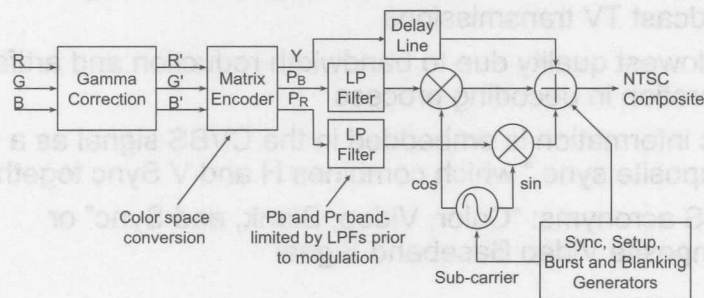 R
G
B
Gamma
Correction
R'
G'
B'
Matrix
Encoder
Y
PB
PR
Delay
Line
LP
Filter
LP
Filter
NTSC
Composite
cos
sin
Color space
conversion
Pb and Pr band-
limited by LPFs prior
to modulation
Sub-carrier
Sync, Setup,
Burst and Blanking
Generators